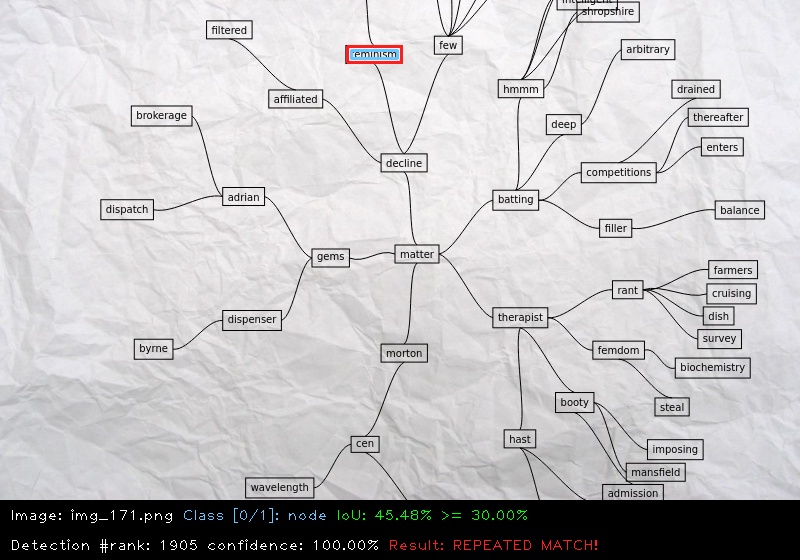 intelligent
shropshire
filtered
few
arbitrary
eminism
hmmm
drained
affiliated
brokerage
thereafter
deep
enters
decline
competitions
adrian
batting
dispatch
balance
filler
matter
gems
farmers
rant
cruising
dispenser
therapist
dish
survey
byrne
morton
femdom
biochemistry
booty
steal
hast
cen
imposing
mansfield
wavelength
admission
Image: img_171.png Class [0/1]: node IoU: 45.48% >= 30.00%
Detection #rank: 1905 confidence: 100.00% Result: REPEATED MATCH!